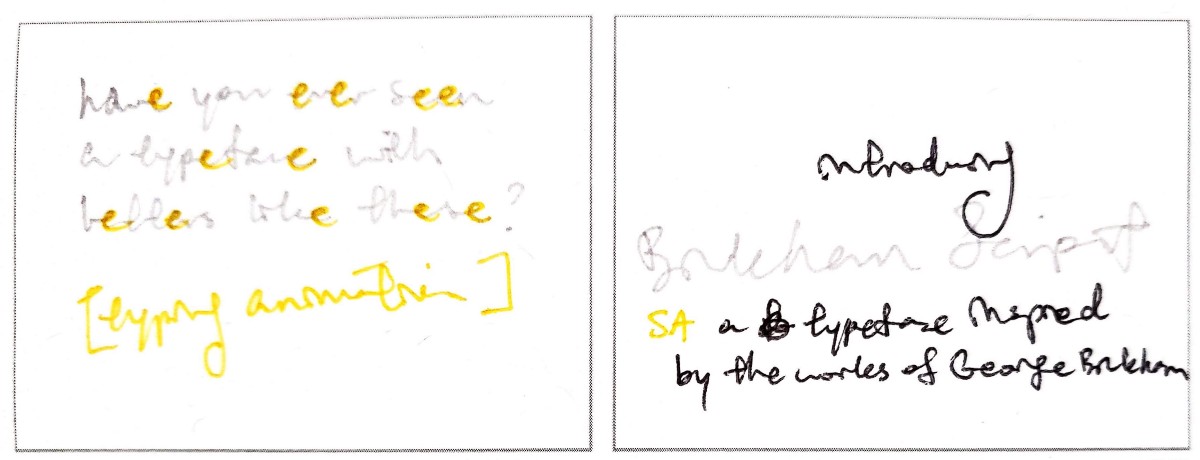 have you ever seen
a typeface with
letters like these?
[typing animation]
introducing
Bickham Script
SA a typeface inspired
by the works of George Bickham